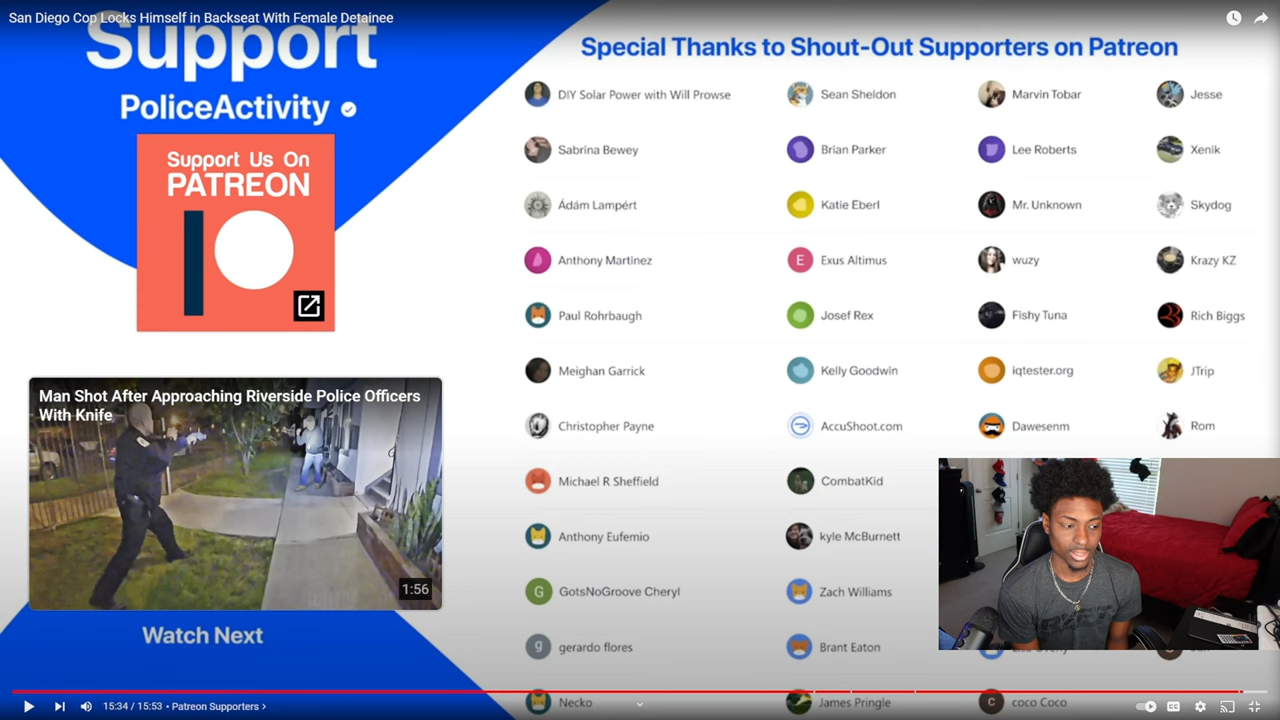 San Diego Cop Locks Himself in Backseat With Female Detainee
Support
PoliceActivity
Support Us On
PATREON
Man Shot After Approaching Riverside Police Officers
With Knife
1:56
Watch Next
Special Thanks to Shout-Out Supporters on Patreon
DIY Solar Power with Will Prowse
Sean Sheldon
Marvin Tobar
Jesse
Sabrina Bewey
Brian Parker
Lee Roberts
Xenik
Ádám Lampért
Katie Eberl
Mr. Unknown
Skydog
Anthony Martinez
E
Exus Altimus
wuzy
Krazy KZ
Paul Rohrbaugh
Josef Rex
Fishy Tuna
Rich Biggs
Meighan Garrick
Kelly Goodwin
iqtester.org
JTrip
Christopher Payne
AccuShoot.com
Dawesenm
Rom
Michael R Sheffield
CombatKid
Anthony Eufemio
kyle McBurnett
G
GotsNoGroove Cheryl
Zach Williams
g
gerardo flores
Brant Eaton
Necko
James Pringle
C
coco Coco
15:34 / 15:53 • Patreon Supporters >
CC